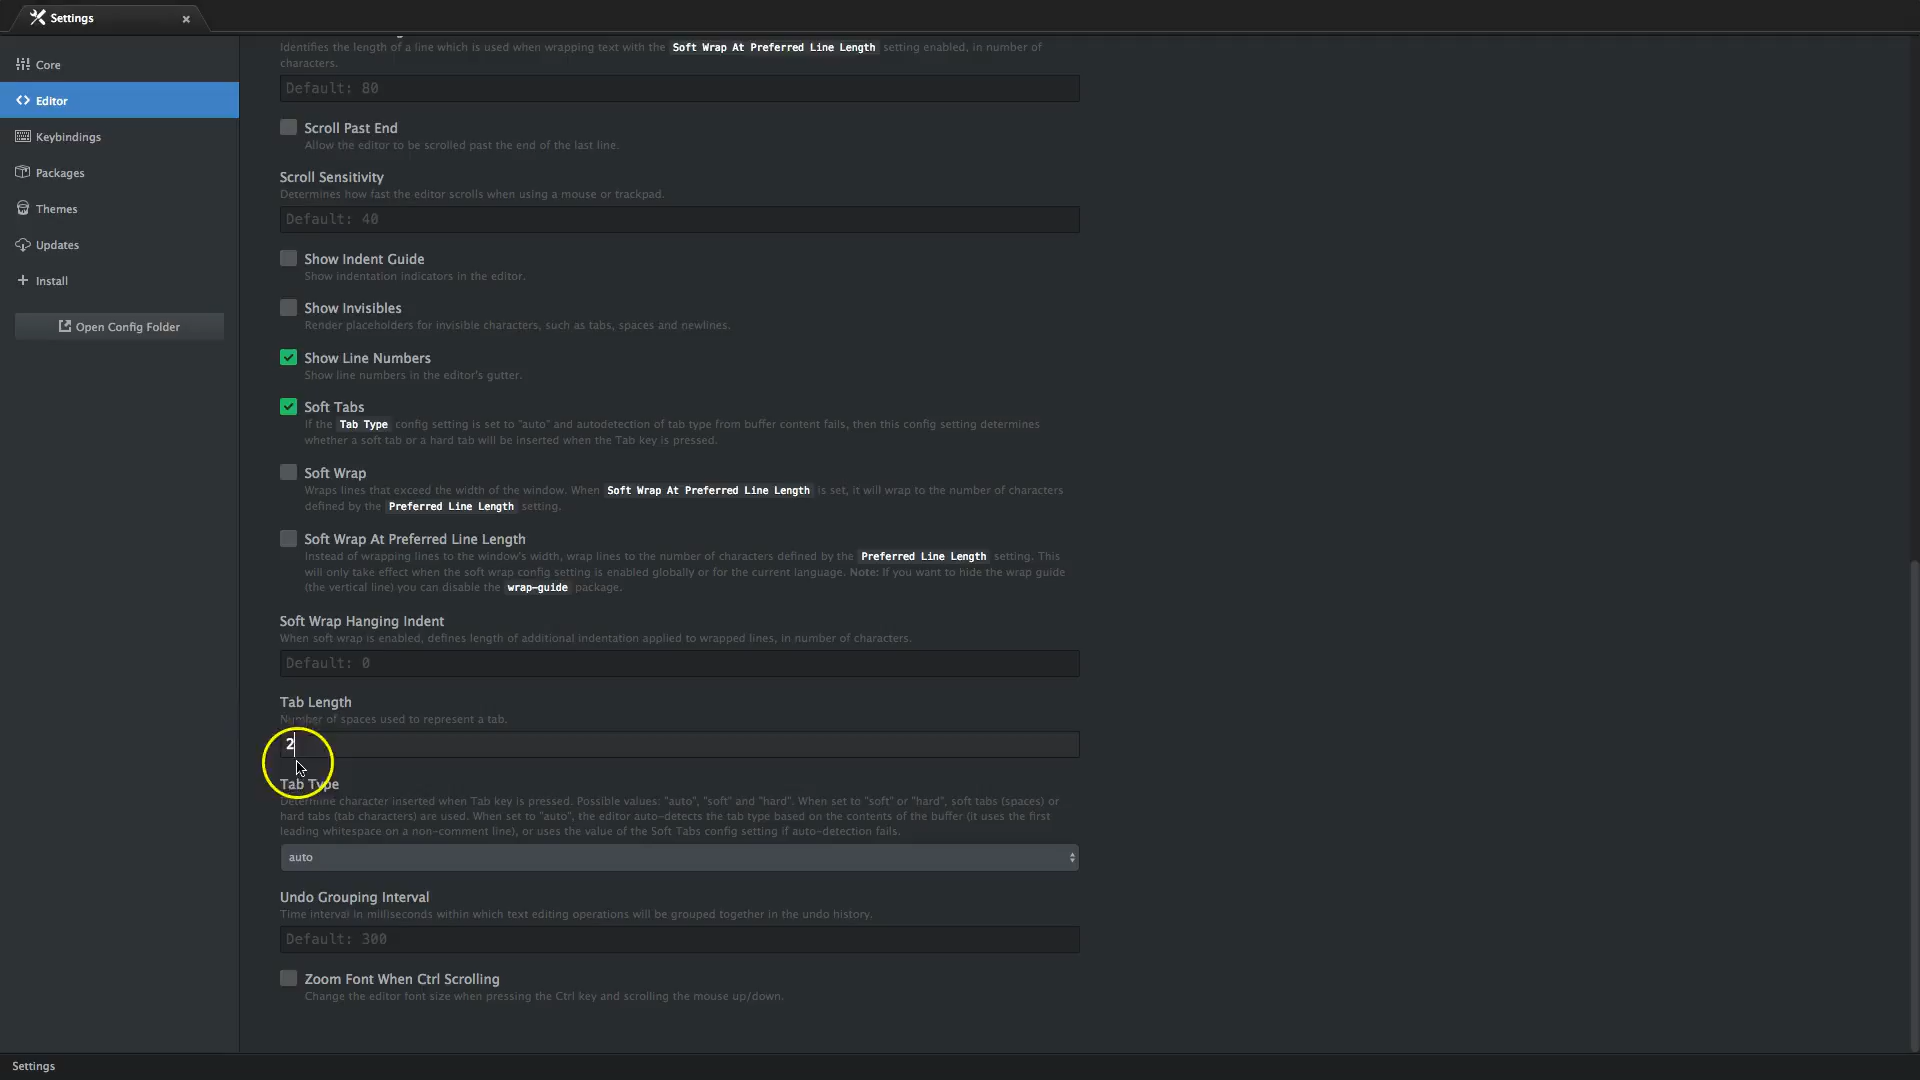 Settings
Core
Editor
Keybindings
Packages
Themes
Updates
Install
Open Config Folder
Identifies the length of a line which is used when wrapping text with the Soft Wrap At Preferred Line Length setting enabled, in number of
characters.
Default: 80
Scroll Past End
Allow the editor to be scrolled past the end of the last line.
Scroll Sensitivity
Determines how fast the editor scrolls when using a mouse or trackpad.
Default: 40
Show Indent Guide
Show indentation indicators in the editor.
Show Invisibles
Render placeholders for invisible characters, such as tabs, spaces and newlines.
Show Line Numbers
Show line numbers in the editor's gutter.
Soft Tabs
If the Tab Type config setting is set to "auto" and autodetection of tab type from buffer content fails, then this config setting determines
whether a soft tab or a hard tab will be inserted when the Tab key is pressed.
Soft Wrap
Wraps lines that exceed the width of the window. When Soft Wrap At Preferred Line Length is set, it will wrap to the number of characters
defined by the Preferred Line Length setting.
Soft Wrap At Preferred Line Length
Instead of wrapping lines to the window's width, wrap lines to the number of characters defined by the Preferred Line Length setting. This
will only take effect when the soft wrap config setting is enabled globally or for the current language. Note: If you want to hide the wrap guide
(the vertical line) you can disable the wrap-guide package.
Soft Wrap Hanging Indent
When soft wrap is enabled, defines length of additional indentation applied to wrapped lines, in number of characters.
Default: 0
Tab Length
Number of spaces used to represent a tab.
2
Tab Type
Determine character inserted when Tab key is pressed. Possible values: "auto", "soft" and "hard". When set to "soft" or "hard", soft tabs (spaces) or
hard tabs (tab characters) are used. When set to "auto", the editor auto-detects the tab type based on the contents of the buffer (it uses the first
leading whitespace on a non-comment line), or uses the value of the Soft Tabs config setting if auto-detection fails.
auto
Undo Grouping Interval
Time interval in milliseconds within which text editing operations will be grouped together in the undo history.
Default: 300
Zoom Font When Ctrl Scrolling
Change the editor font size when pressing the Ctrl key and scrolling the mouse up/down.
Settings